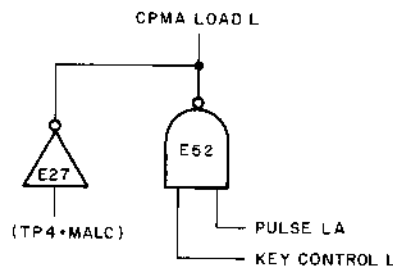 CPMA LOAD L
E27
E52
(TP4+MALC)
PULSE LA
KEY CONTROL L